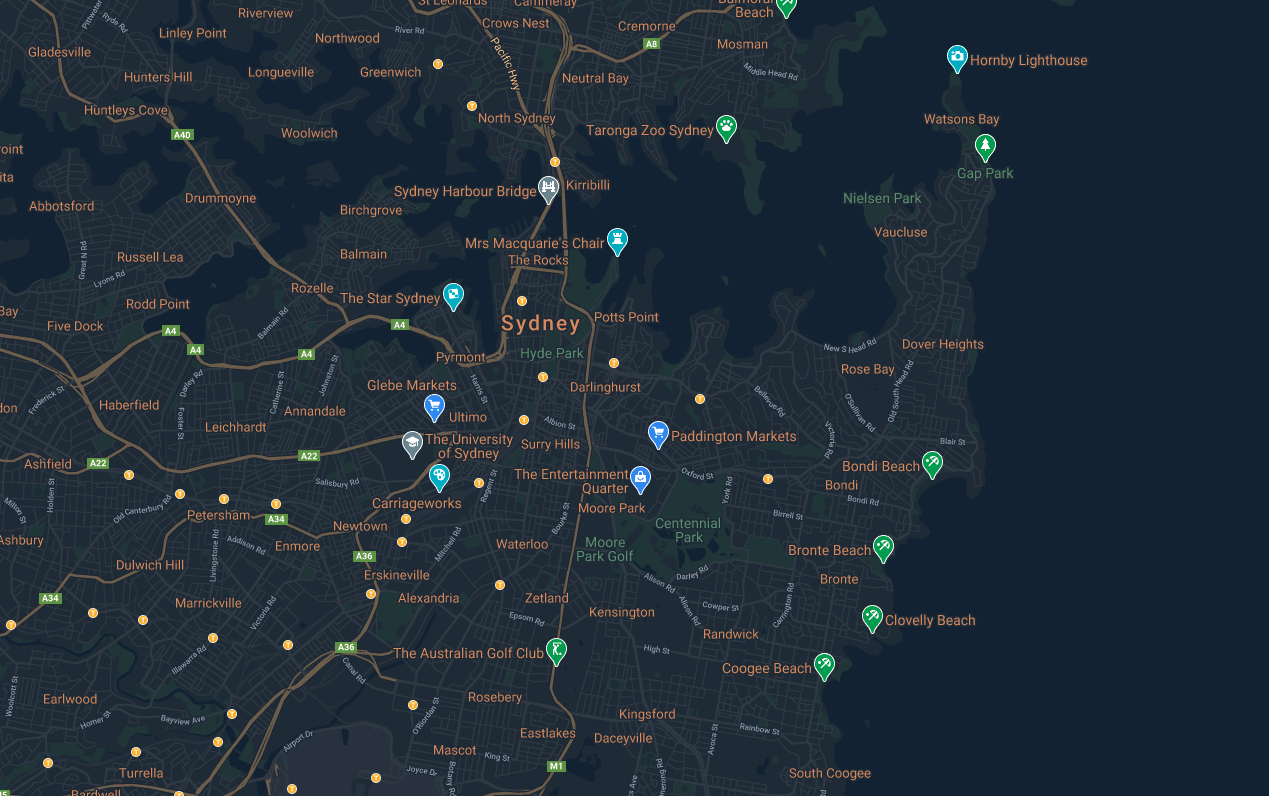 St Leonards
Cammeray
Balmoral
Beach
Riverview
Pittwater Rd
Ryde Rd
Linley Point
River Rd
Crows Nest
Cremorne
A8
Mosman
Gladesville
Northwood
Pacific Hwy
Hornby Lighthouse
Hunters Hill
Longueville
Greenwich
Neutral Bay
Middle Head Rd
Huntleys Cove
North Sydney
Watsons Bay
A40
Woolwich
Taronga Zoo Sydney
oint
ita
Gap Park
Sydney Harbour Bridge
Kirribilli
Abbotsford
Drummoyne
Birchgrove
Nielsen Park
Vaucluse
Great N Rd
Russell Lea
Balmain
Mrs Macquarie's Chair
The Rocks
Lyons Rd
Rozelle
The Star Sydney
Rodd Point
Bay
Five Dock
A4
Balmain Rd
A4
Sydney
Potts Point
A4
A4
Pyrmont
Hyde Park
New S Head Rd
Dover Heights
Rose Bay
Frederick St
Darley Rd
Catherine St
Johnston St
Glebe Markets
Harris St
Darlinghurst
Bellevue Rd
O'Sullivan Rd
Old South Head Rd
don
Haberfield
Foster St
Annandale
Leichhardt
Ultimo
Albion St
Surry Hills
Paddington Markets
Victoria Rd
Blair St
The University
of Sydney
Ashfield
A22
A22
Bondi Beach
Bondi
Milton St
Holden St
Salisbury Rd
Regent St
The Entertainment
Quarter
Oxford St
York Rd
Bondi Rd
Old Canterbury Rd
Petersham
Carriageworks
Moore Park
Birrell St
A34
Newtown
Bourke St
Centennial
Park
Ashbury
Livingstone Rd
Addison Rd
Enmore
A36
Mitchell Rd
Waterloo
Moore
Park Golf
Bronte Beach
Bronte
Dulwich Hill
Erskineville
Alison Rd
Darley Rd
A34
Marrickville
Victoria Rd
Alexandria
Zetland
Kensington
Alison Rd
Cowper St
Carrington Rd
Epsom Rd
Clovelly Beach
Randwick
Illawarra Rd
A36
Canal Rd
The Australian Golf Club
High St
Coogee Beach
Woolcott St
Earlwood
Homer St
Bayview Ave
Rosebery
O'Riordan St
Kingsford
Avoca St
Rainbow St
Airport Dr
Eastlakes
Daceyville
Mascot
King St
Turrella
Joyce Dr
Botany Rd
M1
South Coogee
Bardwell